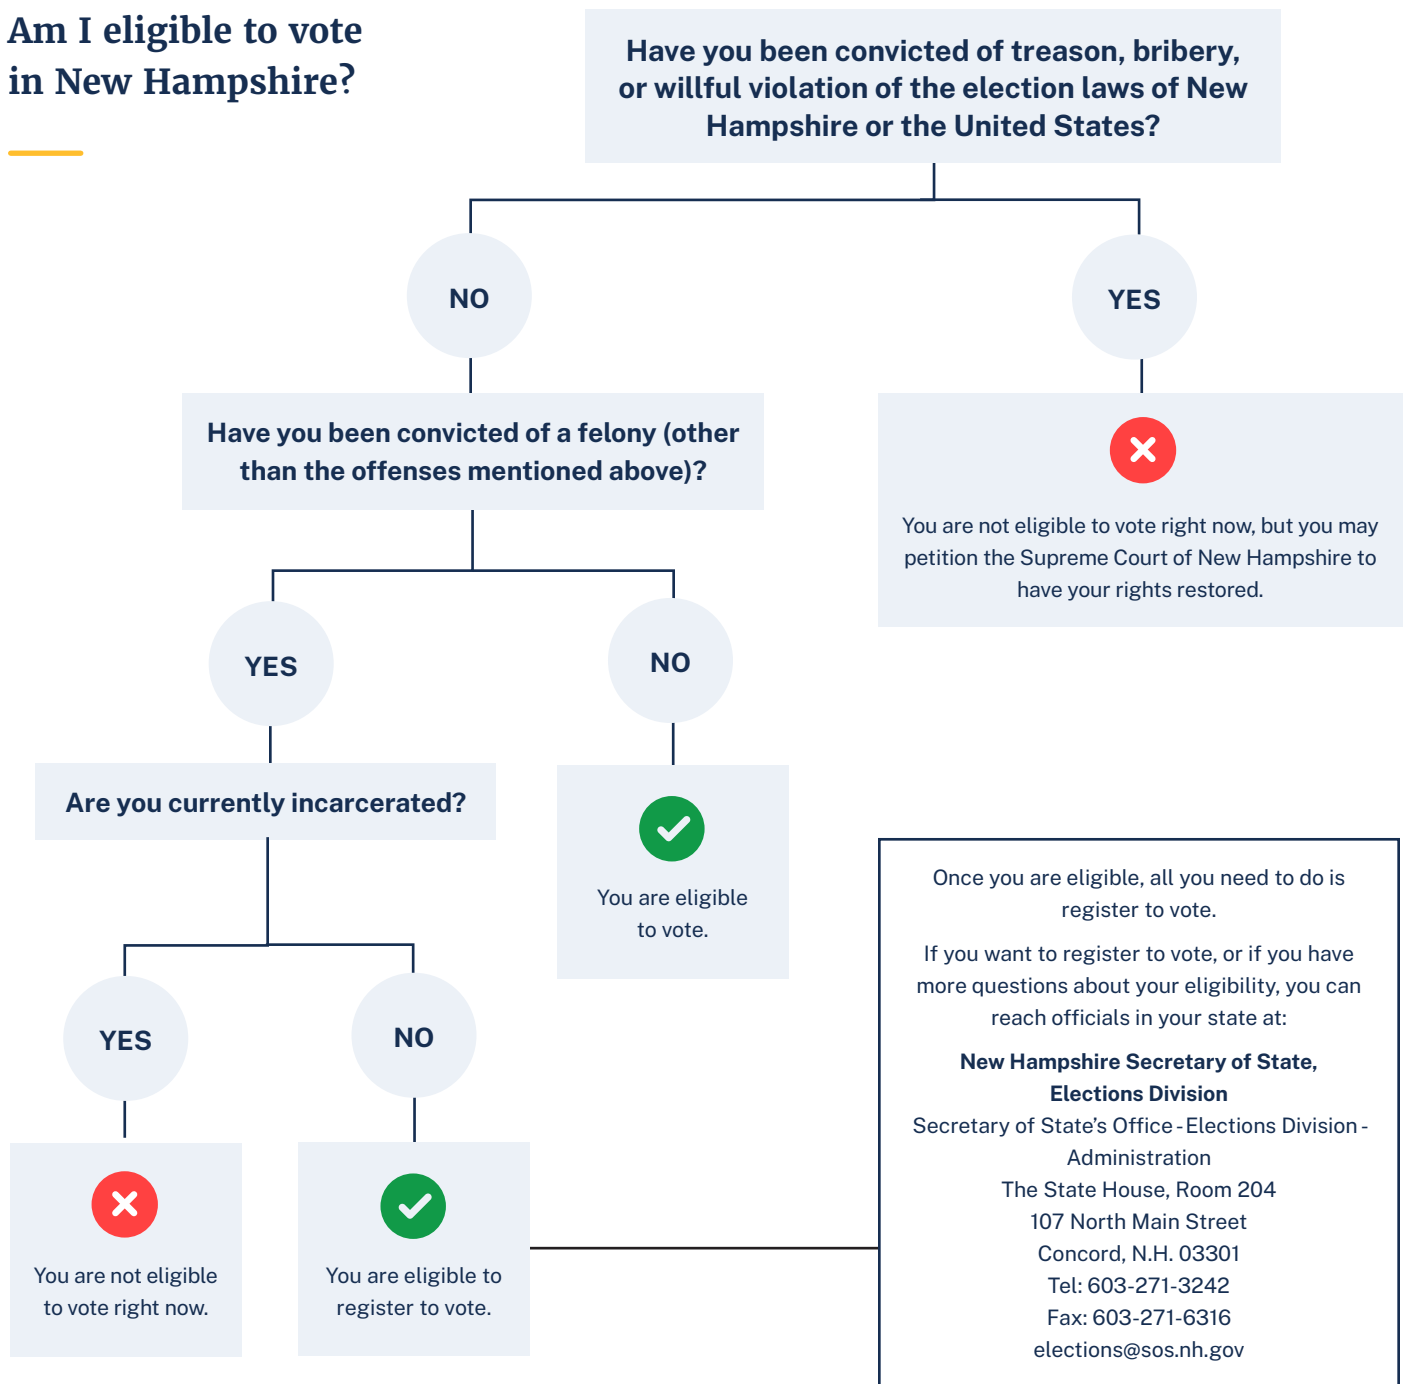 Am I eligible to vote
in New Hampshire?
Have you been convicted of treason, bribery,
or willful violation of the election laws of New
Hampshire or the United States?
NO
YES
Have you been convicted of a felony (other
than the offenses mentioned above)?
You are not eligible to vote right now, but you may
petition the Supreme Court of New Hampshire to
have your rights restored.
YES
NO
Are you currently incarcerated?
You are eligible
to vote.
YES
NO
You are not eligible
to vote right now.
You are eligible to
register to vote.
Once you are eligible, all you need to do is
register to vote.
If you want to register to vote, or if you have
more questions about your eligibility, you can
reach officials in your state at:
New Hampshire Secretary of State,
Elections Division
Secretary of State’s Office - Elections Division -
Administration
The State House, Room 204
107 North Main Street
Concord, N.H. 03301
Tel: 603-271-3242
Fax: 603-271-6316
elections@sos.nh.gov